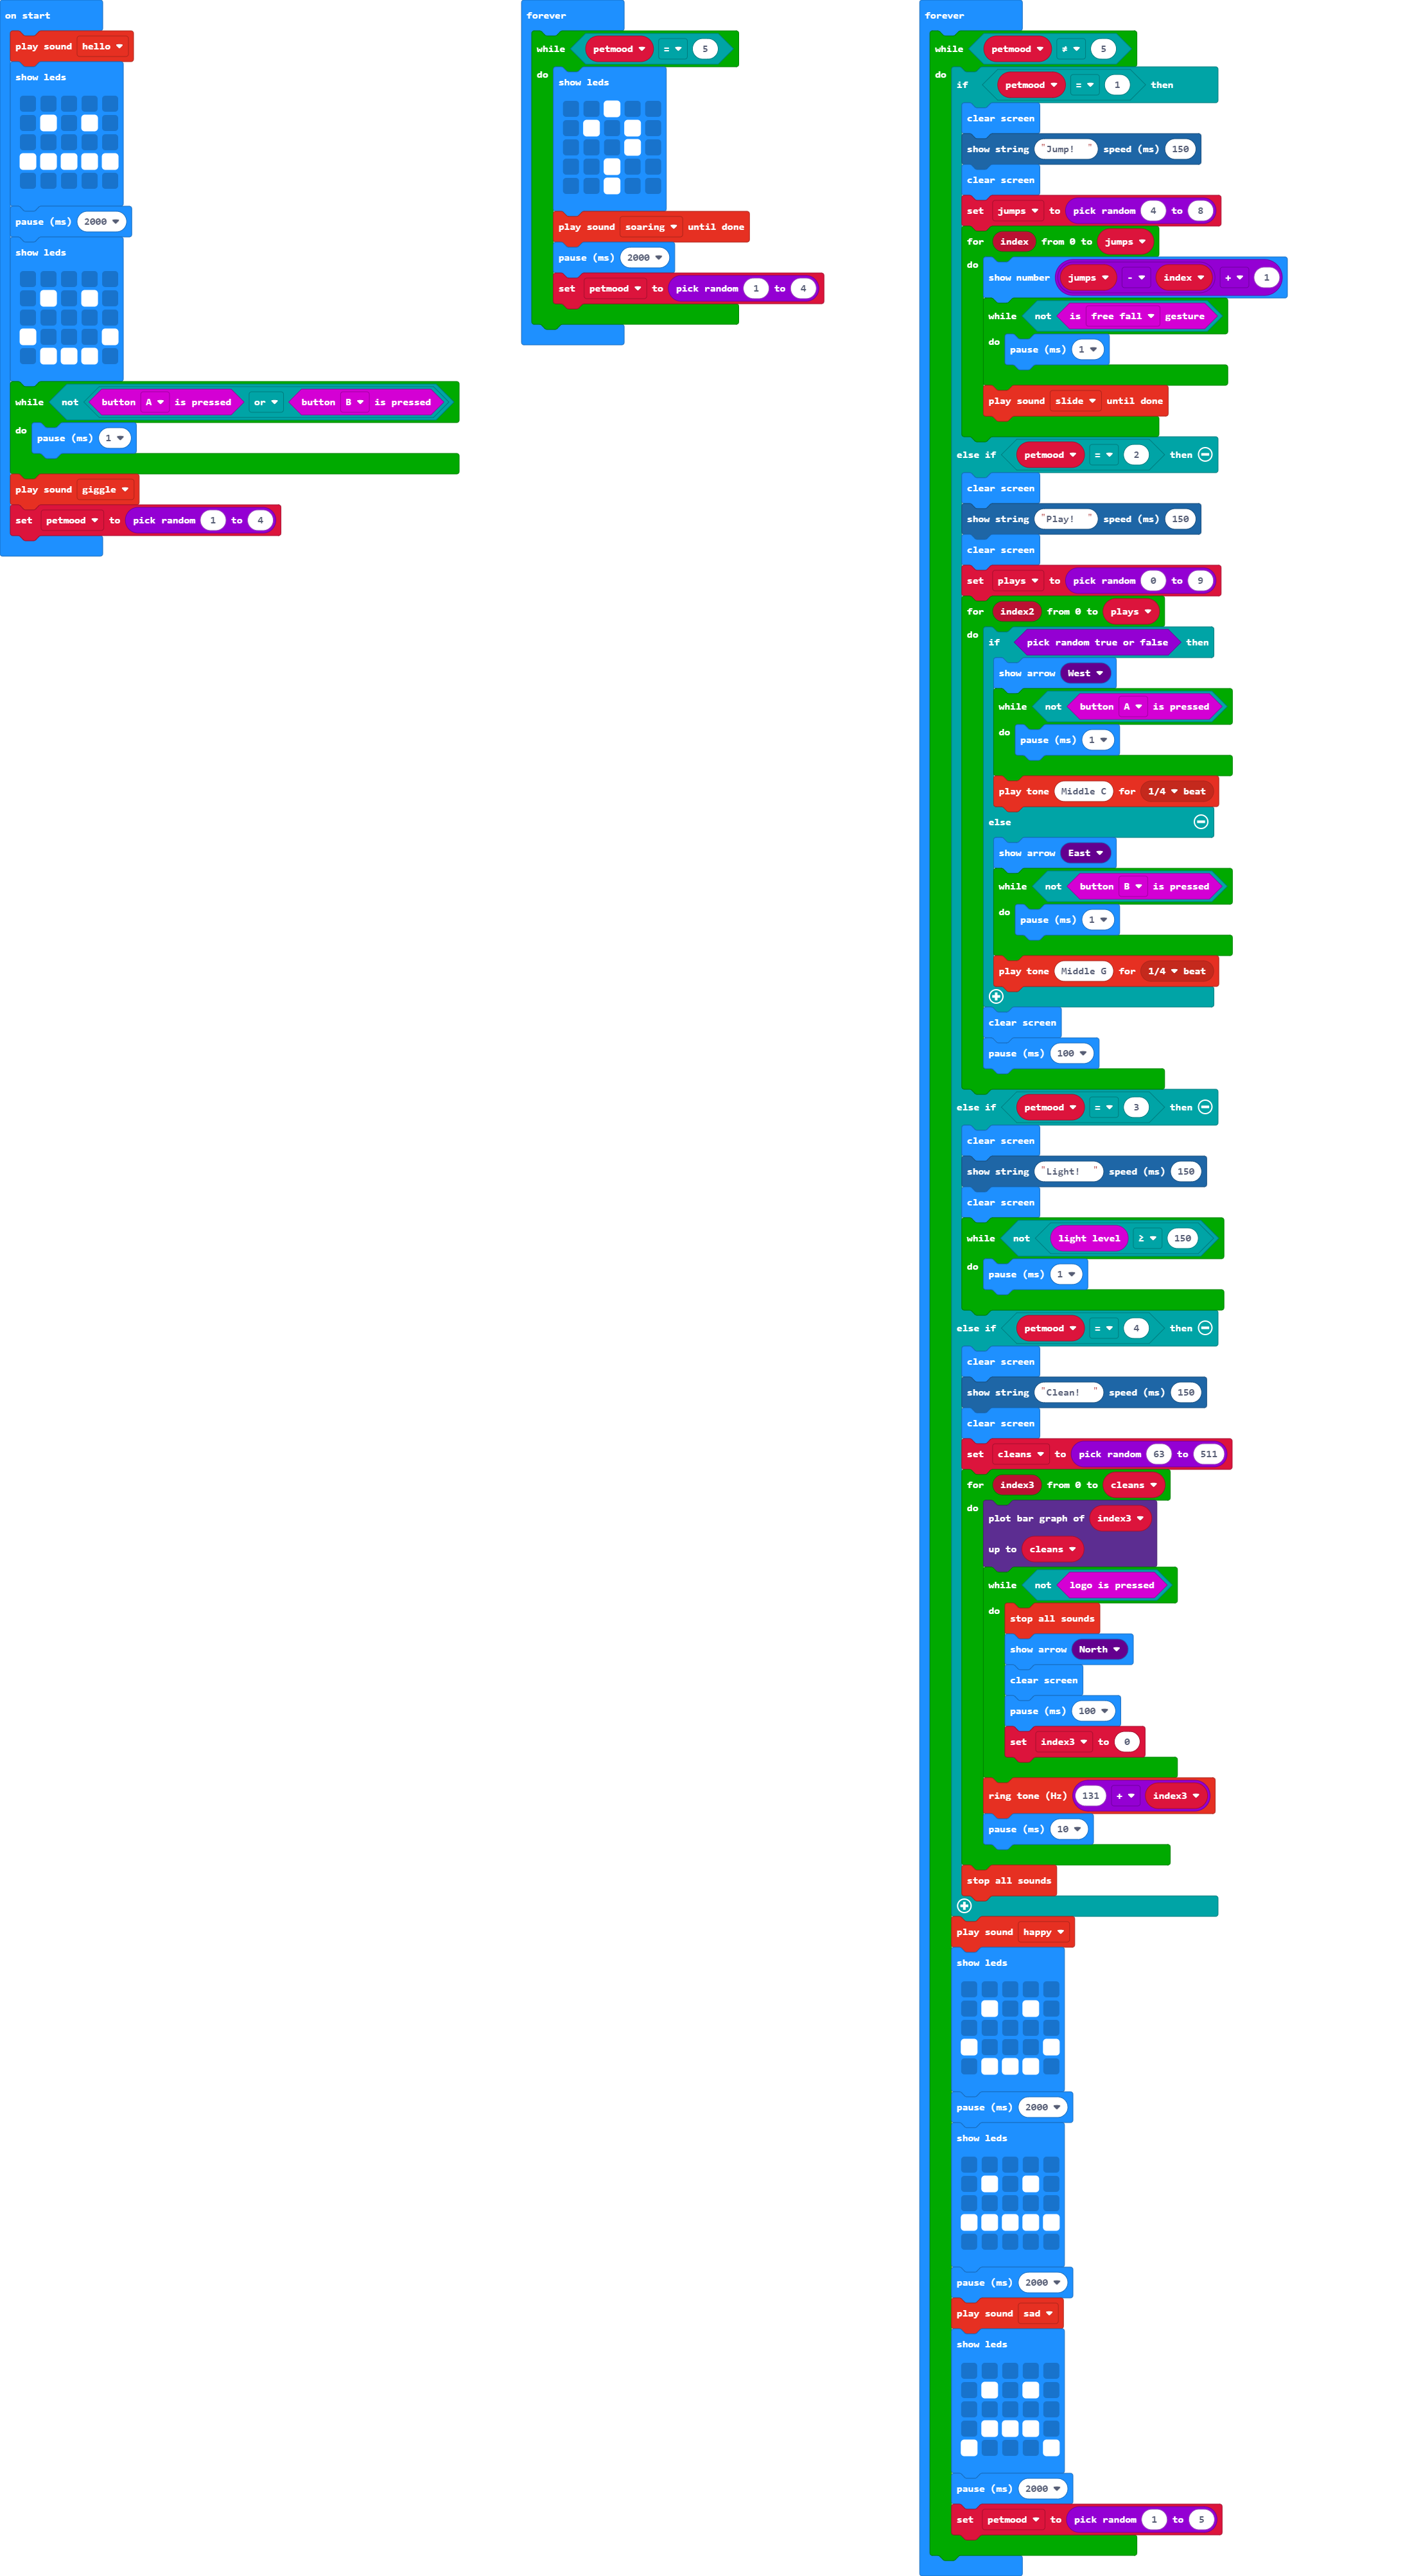 on start
play sound hello
show leds
pause (ms) 2000
show leds
while not button A is pressed or button B is pressed
do
pause (ms) 1
play sound giggle
set petmood to pick random 1 to 4
forever
while petmood = 5
do
show leds
play sound soaring until done
pause (ms) 2000
set petmood to pick random 1 to 4
forever
while petmood ≠ 5
do
if petmood = 1 then
clear screen
show string "Jump! " speed (ms) 150
clear screen
set jumps to pick random 4 to 8
for index from 0 to jumps
do
show number jumps - index + 1
while not is free fall gesture
do
pause (ms) 1
play sound slide until done
else if petmood = 2 then
clear screen
show string "Play! " speed (ms) 150
clear screen
set plays to pick random 0 to 9
for index2 from 0 to plays
do
if pick random true or false then
show arrow West
while not button A is pressed
do
pause (ms) 1
play tone Middle C for 1/4 beat
else
show arrow East
while not button B is pressed
do
pause (ms) 1
play tone Middle G for 1/4 beat
clear screen
pause (ms) 100
else if petmood = 3 then
clear screen
show string "Light! " speed (ms) 150
clear screen
while not light level ≥ 150
do
pause (ms) 1
else if petmood = 4 then
clear screen
show string "Clean! " speed (ms) 150
clear screen
set cleans to pick random 63 to 511
for index3 from 0 to cleans
do
plot bar graph of index3
up to cleans
while not logo is pressed
do
stop all sounds
show arrow North
clear screen
pause (ms) 100
set index3 to 0
ring tone (Hz) 131 + index3
pause (ms) 10
stop all sounds
play sound happy
show leds
pause (ms) 2000
show leds
pause (ms) 2000
play sound sad
show leds
pause (ms) 2000
set petmood to pick random 1 to 5